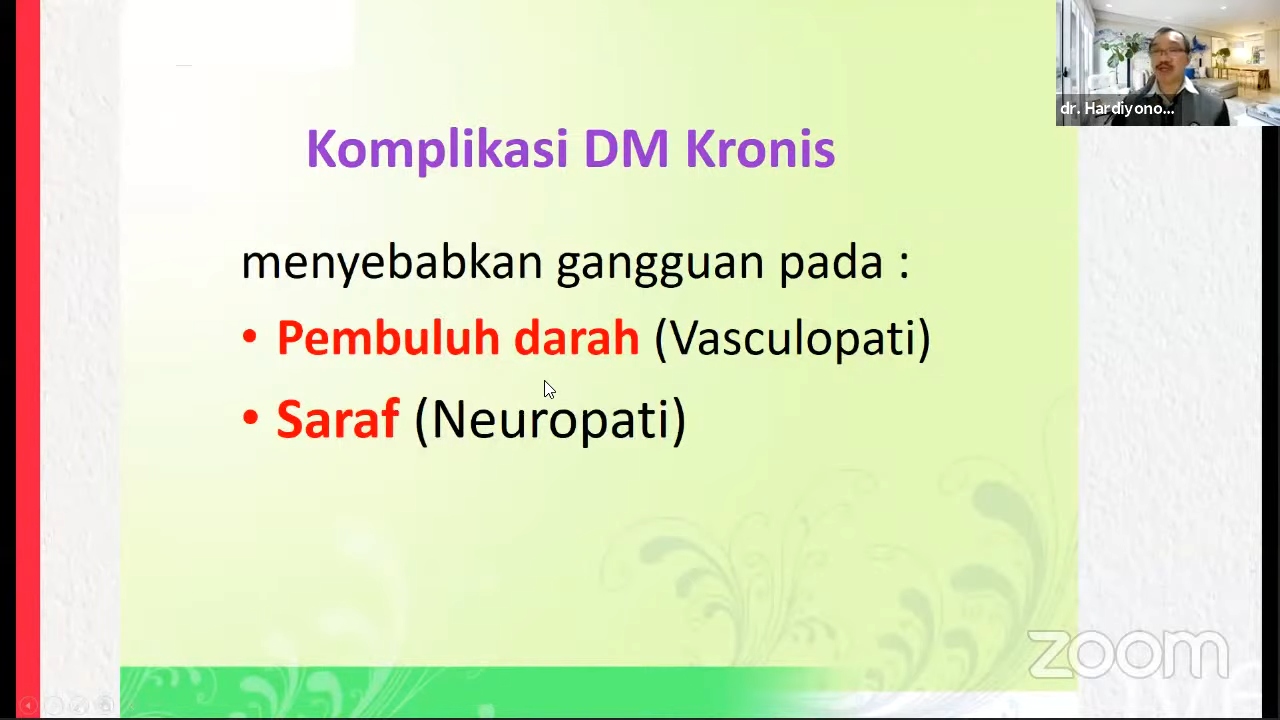 dr. Hardiyono...
Komplikasi DM Kronis
menyebabkan gangguan pada :
• Pembuluh darah (Vasculopati)
• Saraf (Neuropati)
zoom